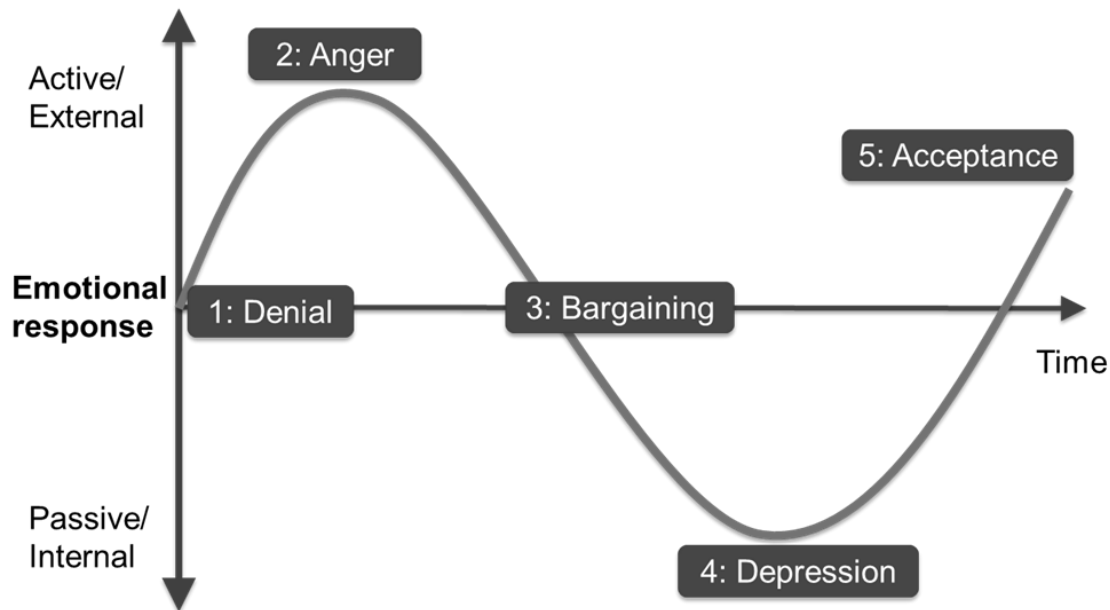 2: Anger
Active/
External
5: Acceptance
Emotional
response
1: Denial
3: Bargaining
Time
Passive/
Internal
4: Depression